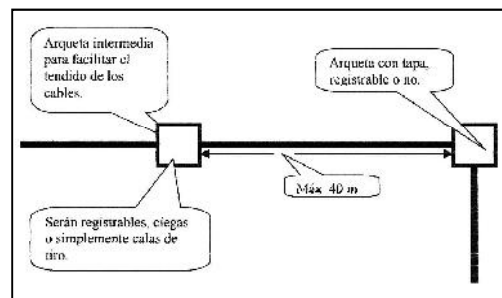 Arqueta intermedia
para facilitar el
tendido de los
cables.
Arqueta con tapa,
registrable o no.
Máx. 40 m
Serán registrables, ciegas
o simplemente calas de
tiro.